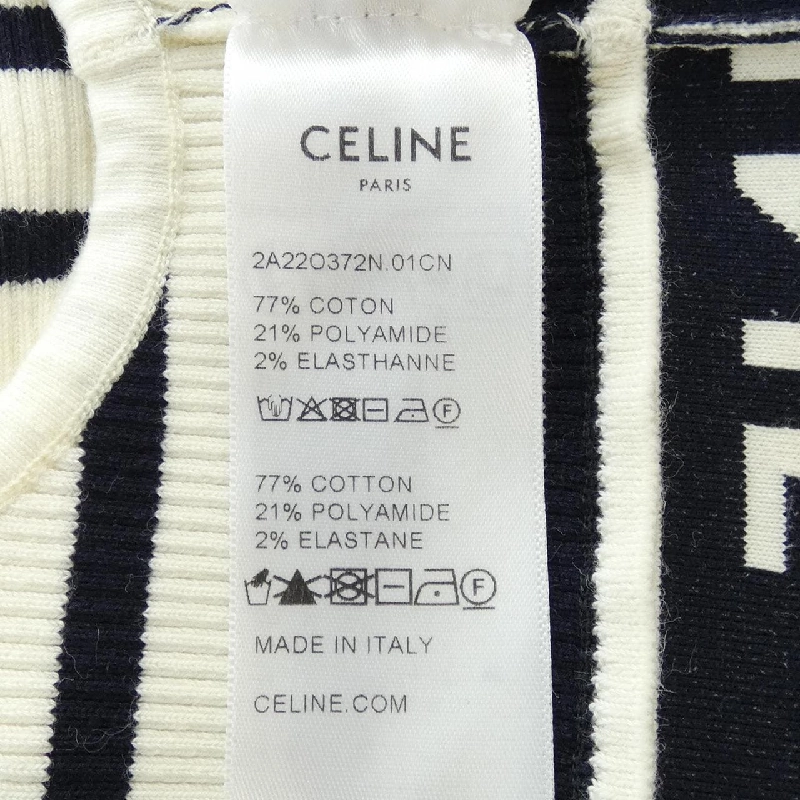 CELINE
PARIS
2A22O372N.01CN
77% COTON
21% POLYAMIDE
2% ELASTHANNE
F
77% COTTON
21% POLYAMIDE
2% ELASTANE
F
MADE IN ITALY
CELINE.COM